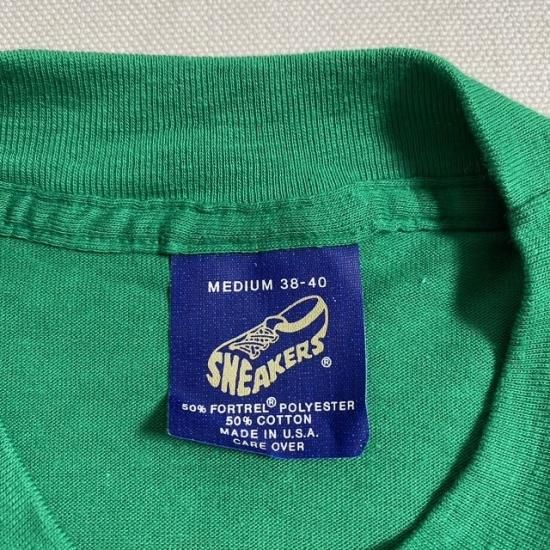 MEDIUM 38-40
SNEAKERS®
50% FORTREL® POLYESTER
50% COTTON
MADE IN U.S.A.
CARE OVER